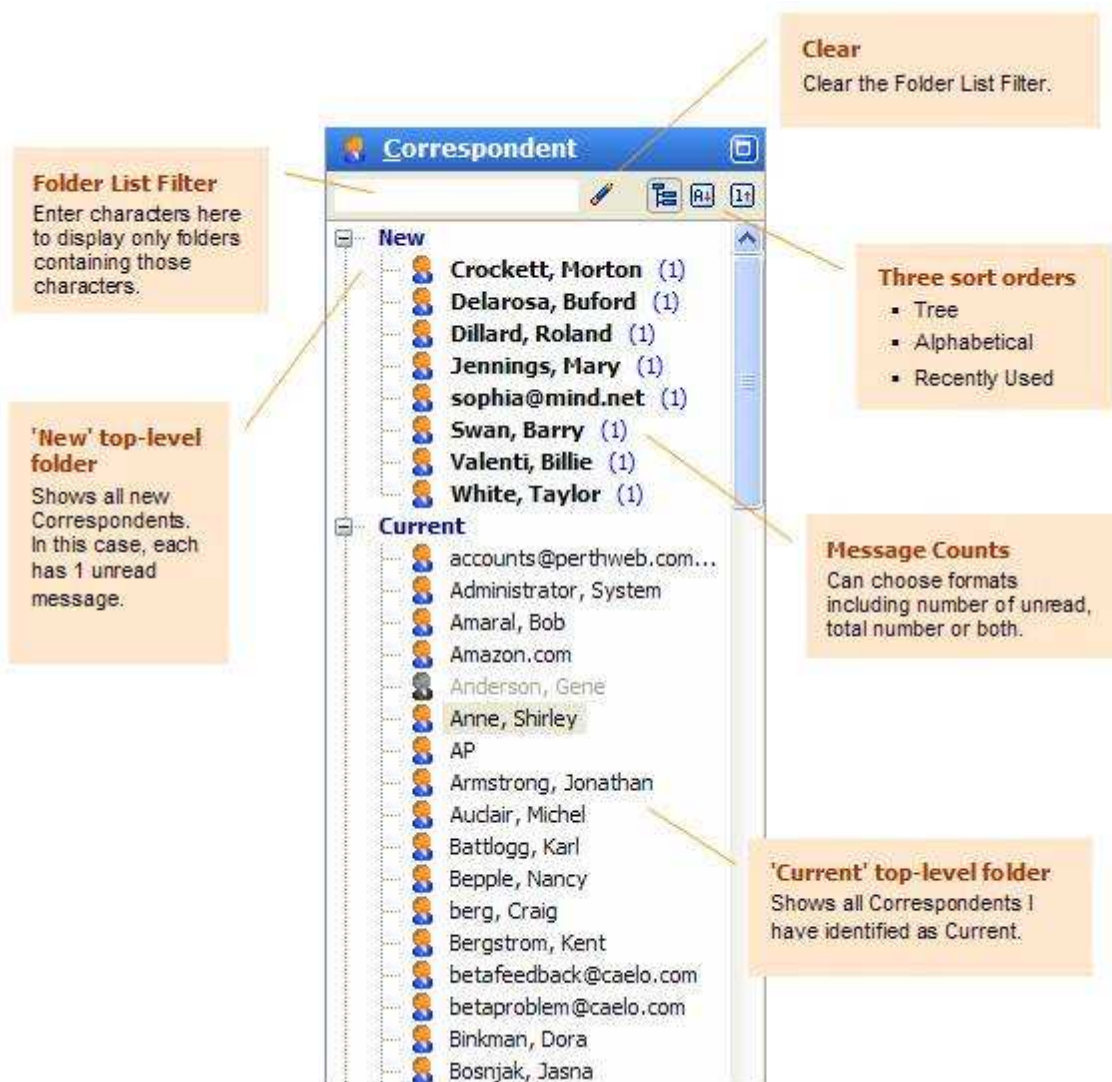 Clear
Clear the Folder List Filter.
Correspondent
Folder List Filter
Enter characters here
to display only folders
containing those
characters.
New
Crockett, Morton (1)
Delarosa, Buford (1)
Dillard, Roland (1)
Jennings, Mary (1)
sophia@mind.net (1)
Swan, Barry (1)
Valenti, Billie (1)
White, Taylor (1)
Three sort orders
▪ Tree
▪ Alphabetical
▪ Recently Used
'New' top-level
folder
Shows all new
Correspondents.
In this case, each
has 1 unread
message.
Current
accounts@perthweb.com...
Administrator, System
Amaral, Bob
Amazon.com
Anderson, Gene
Anne, Shirley
AP
Armstrong, Jonathan
Auclair, Michel
Battlogg, Karl
Bepple, Nancy
berg, Craig
Bergstrom, Kent
betafeedback@caelo.com
betaproblem@caelo.com
Binkman, Dora
Bosnjak, Jasna
Message Counts
Can choose formats
including number of unread,
total number or both.
'Current' top-level folder
Shows all Correspondents I
have identified as Current.